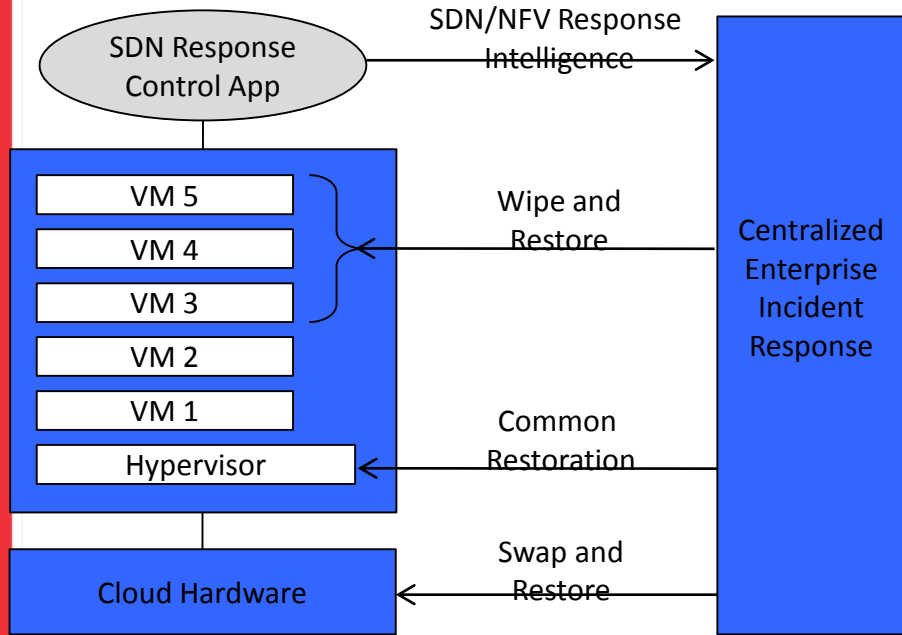 SDN Response
Control App
SDN/NFV Response
Intelligence
VM 5
VM 4
VM 3
VM 2
VM 1
Hypervisor
Wipe and
Restore
Common
Restoration
Cloud Hardware
Swap and
Restore
Centralized
Enterprise
Incident
Response